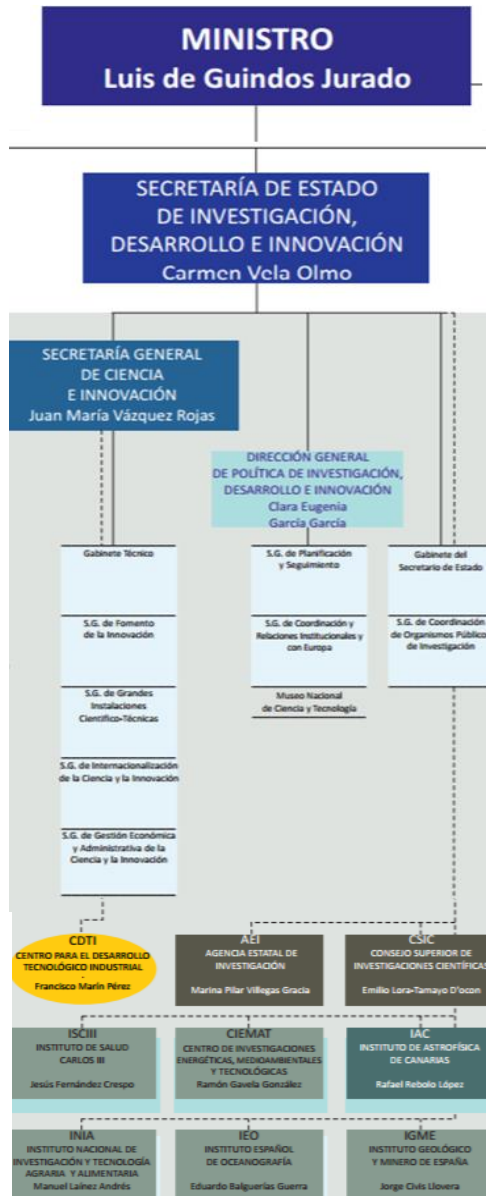 MINISTRO
Luis de Guindos Jurado
SECRETARÍA DE ESTADO
DE INVESTIGACIÓN,
DESARROLLO E INNOVACIÓN
Carmen Vela Olmo
SECRETARÍA GENERAL
DE CIENCIA
E INNOVACIÓN
Juan María Vázquez Rojas
DIRECCIÓN GENERAL
DE POLÍTICA DE INVESTIGACIÓN,
DESARROLLO E INNOVACIÓN
Clara Eugenia
García García
Gabinete Técnico
S.G. de Fomento
de la Innovación
S.G. de Grandes
Instalaciones
Científico-Técnicas
S.G. de Internacionalización
de la Ciencia y la Innovación
S.G. de Gestión Económica
y Administrativa de la
Ciencia y la Innovación
S.G. de Planificación
y Seguimiento
S.G. de Coordinación y
Relaciones Institucionales y
con Europa
Museo Nacional
de Ciencia y Tecnología
Gabinete del
Secretario de Estado
S.G. de Coordinación
de Organismos Público
de Investigación
CDTI
CENTRO PARA EL DESARROLLO
TECNOLÓGICO INDUSTRIAL
Francisco Marín Pérez
AEI
AGENCIA ESTATAL DE
INVESTIGACIÓN
Marina Pilar Villegas Gracia
CSIC
CONSEJO SUPERIOR DE
INVESTIGACIONES CIENTÍFICAS
Emilio Lora-Tamayo D'ocon
ISCIII
INSTITUTO DE SALUD
CARLOS III
Jesús Fernández Crespo
CIEMAT
CENTRO DE INVESTIGACIONES
ENERGÉTICAS, MEDIOAMBIENTALES
Y TECNOLÓGICAS
Ramón Gavela González
IAC
INSTITUTO DE ASTROFÍSICA
DE CANARIAS
Rafael Rebolo López
INIA
INSTITUTO NACIONAL DE
INVESTIGACIÓN Y TECNOLOGÍA
AGRARIA Y ALIMENTARIA
Manuel Laínez Andrés
IEO
INSTITUTO ESPAÑOL
DE OCEANOGRAFÍA
Eduardo Balguerías Guerra
IGME
INSTITUTO GEOLÓGICO
Y MINERO DE ESPAÑA
Jorge Civis Llovera